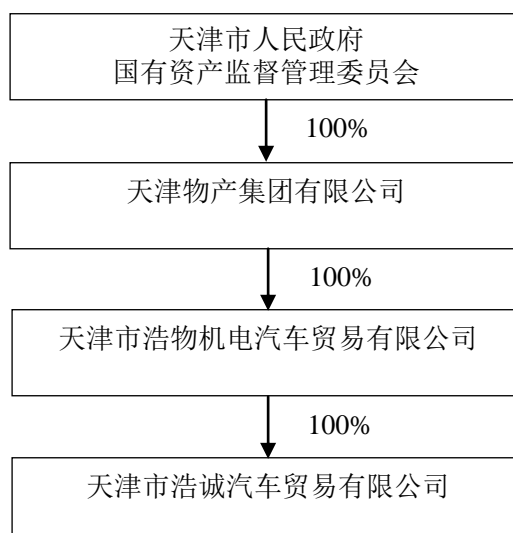 天津市人民政府
国有资产监督管理委员会
100%
天津物产集团有限公司
100%
天津市浩物机电汽车贸易有限公司
100%
天津市浩诚汽车贸易有限公司